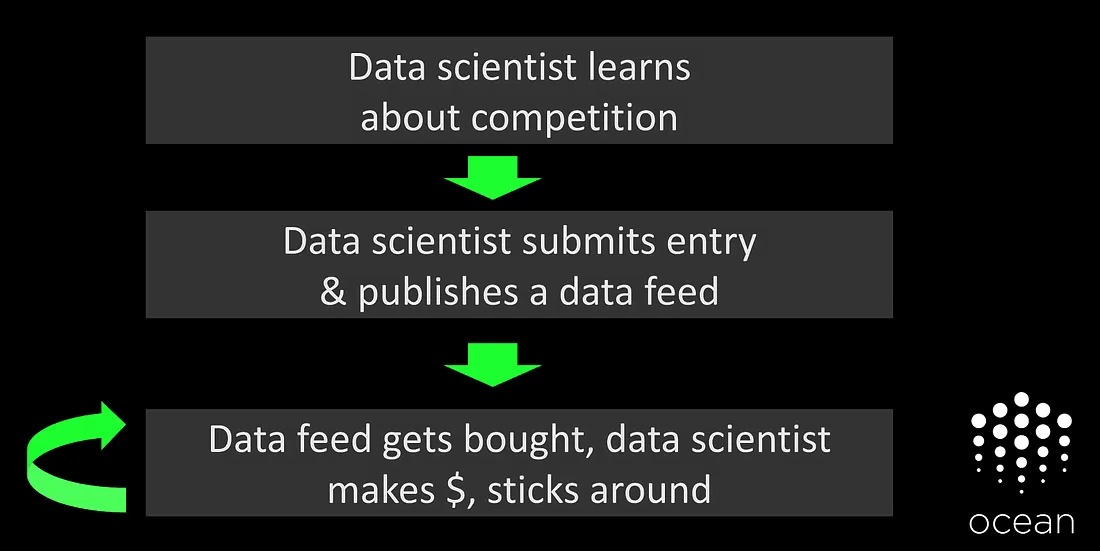 Data scientist learns
about competition
Data scientist submits entry
& publishes a data feed
Data feed gets bought, data scientist
makes $, sticks around
ocean